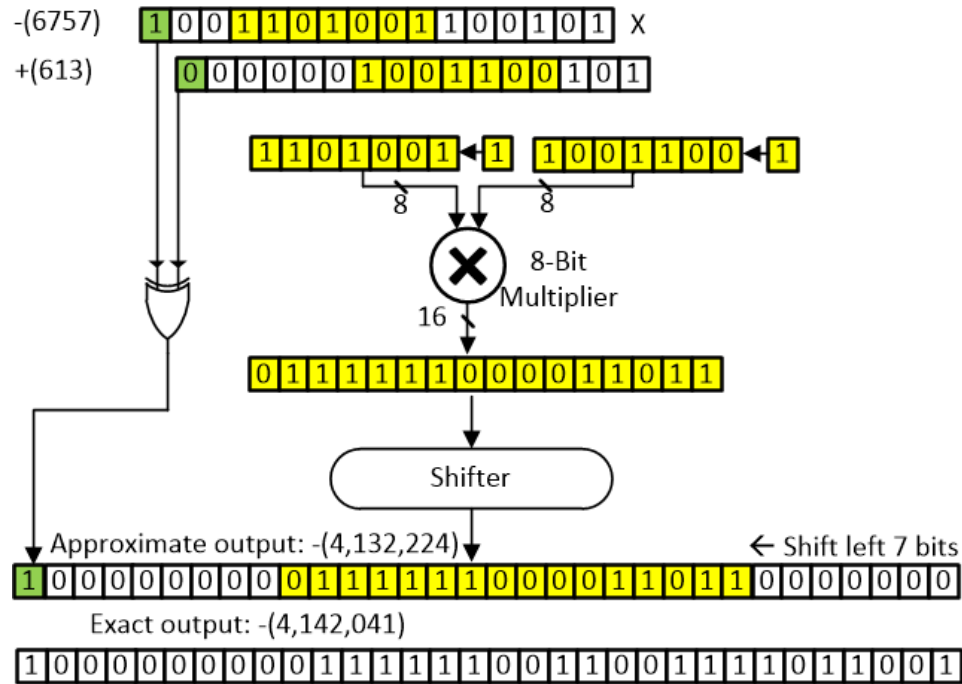 -(6757) 1 0 0 1 1 0 1 0 0 1 1 0 0 1 0 1 X
+(613) 0 0 0 0 0 0 1 0 0 1 1 0 0 1 0 1
1 1 0 1 0 0 1 1 1 0 0 1 1 0 0 1
8 8
8-Bit
Multiplier
16
0 1 1 1 1 1 1 0 0 0 0 1 1 0 1 1
Shifter
Approximate output: -(4,132,224) ← Shift left 7 bits
1 0 0 0 0 0 0 0 0 0 1 1 1 1 1 1 0 0 0 0 1 1 0 1 1 0 0 0 0 0 0 0
Exact output: -(4,142,041)
1 0 0 0 0 0 0 0 0 0 1 1 1 1 1 1 0 0 1 1 0 0 1 1 1 1 0 1 1 0 0 1